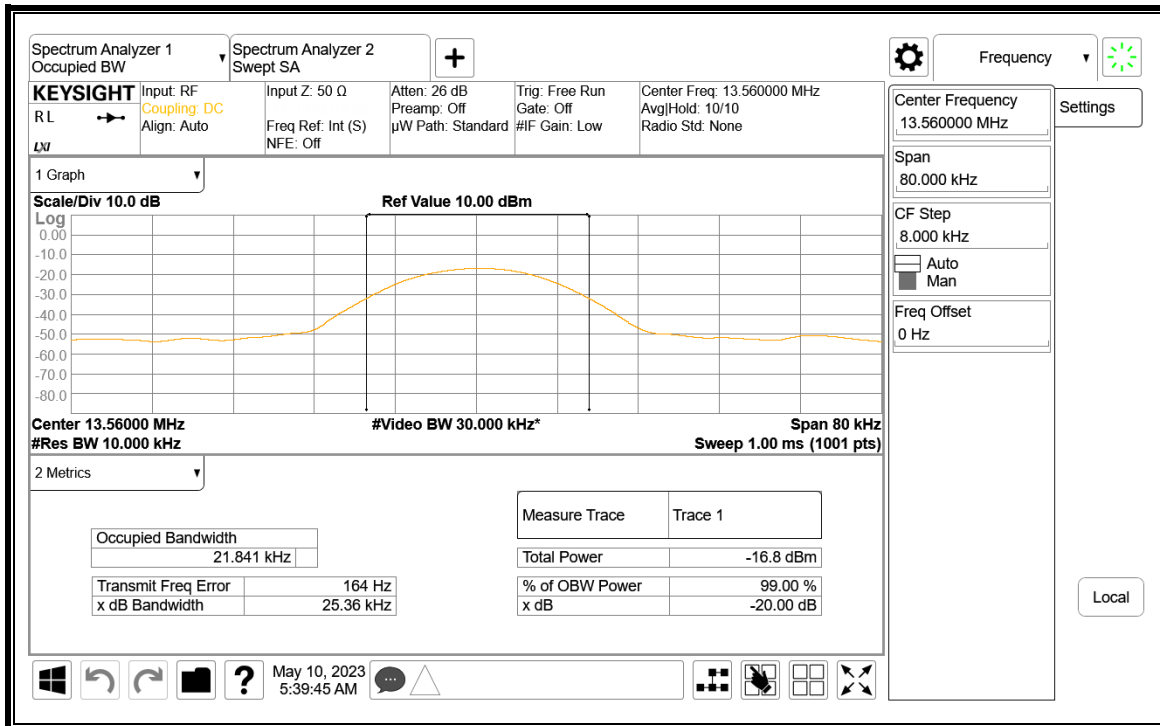 Spectrum Analyzer 1
Occupied BW
Spectrum Analyzer 2
Swept SA
Frequency
KEYSIGHT
R L
LXI
Input: RF
Coupling: DC
Align: Auto
Input Z: 50 Ω
Freq Ref: Int (S)
NFE: Off
Atten: 26 dB
Preamp: Off
µW Path: Standard
Trig: Free Run
Gate: Off
#IF Gain: Low
Center Freq: 13.560000 MHz
Avg|Hold: 10/10
Radio Std: None
Center Frequency
13.560000 MHz
Settings
Span
80.000 kHz
CF Step
8.000 kHz
Auto
Man
Freq Offset
0 Hz
1 Graph
Scale/Div 10.0 dB
Ref Value 10.00 dBm
Log
0.00
-10.0
-20.0
-30.0
-40.0
-50.0
-60.0
-70.0
-80.0
Center 13.56000 MHz
#Video BW 30.000 kHz*
Span 80 kHz
#Res BW 10.000 kHz
Sweep 1.00 ms (1001 pts)
2 Metrics
Measure Trace Trace 1
Occupied Bandwidth
21.841 kHz
Total Power -16.8 dBm
Transmit Freq Error 164 Hz
% of OBW Power 99.00 %
x dB Bandwidth 25.36 kHz
x dB -20.00 dB
Local
?
May 10, 2023
5:39:45 AM